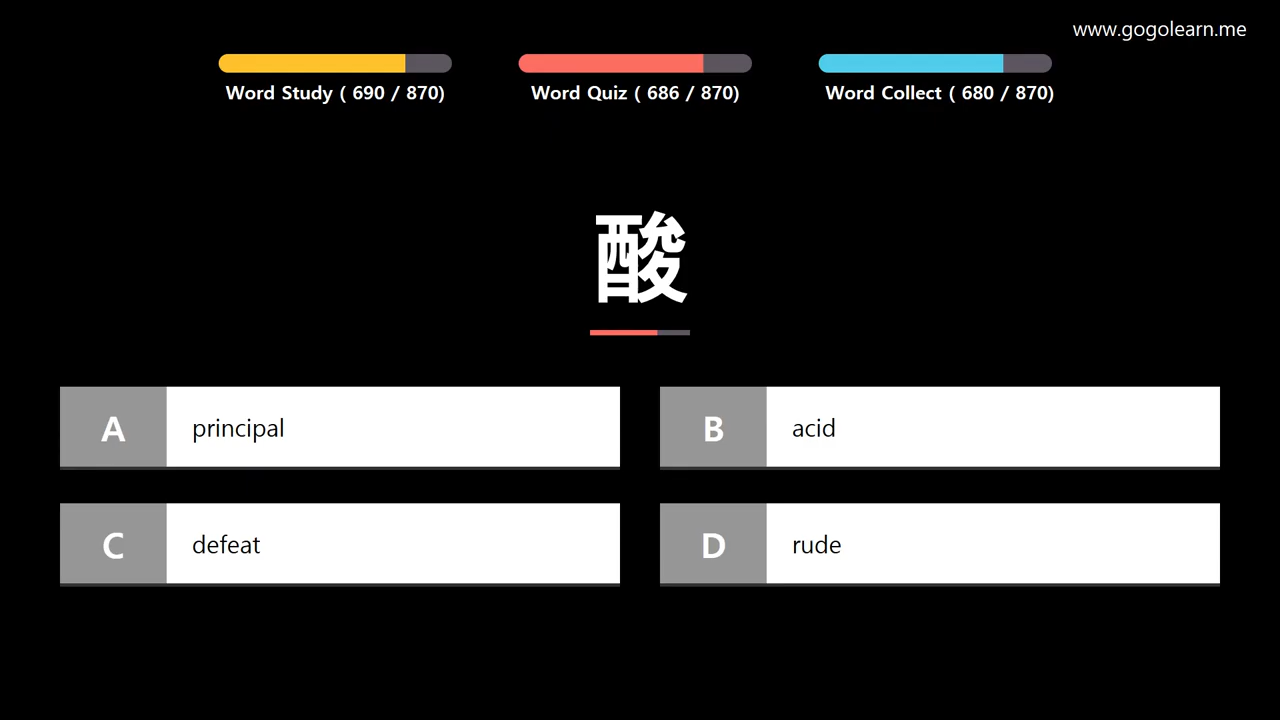 www.gogolearn.me
Word Study ( 690 / 870)
Word Quiz ( 686 / 870)
Word Collect ( 680 / 870)
酸
A principal
B acid
C defeat
D rude